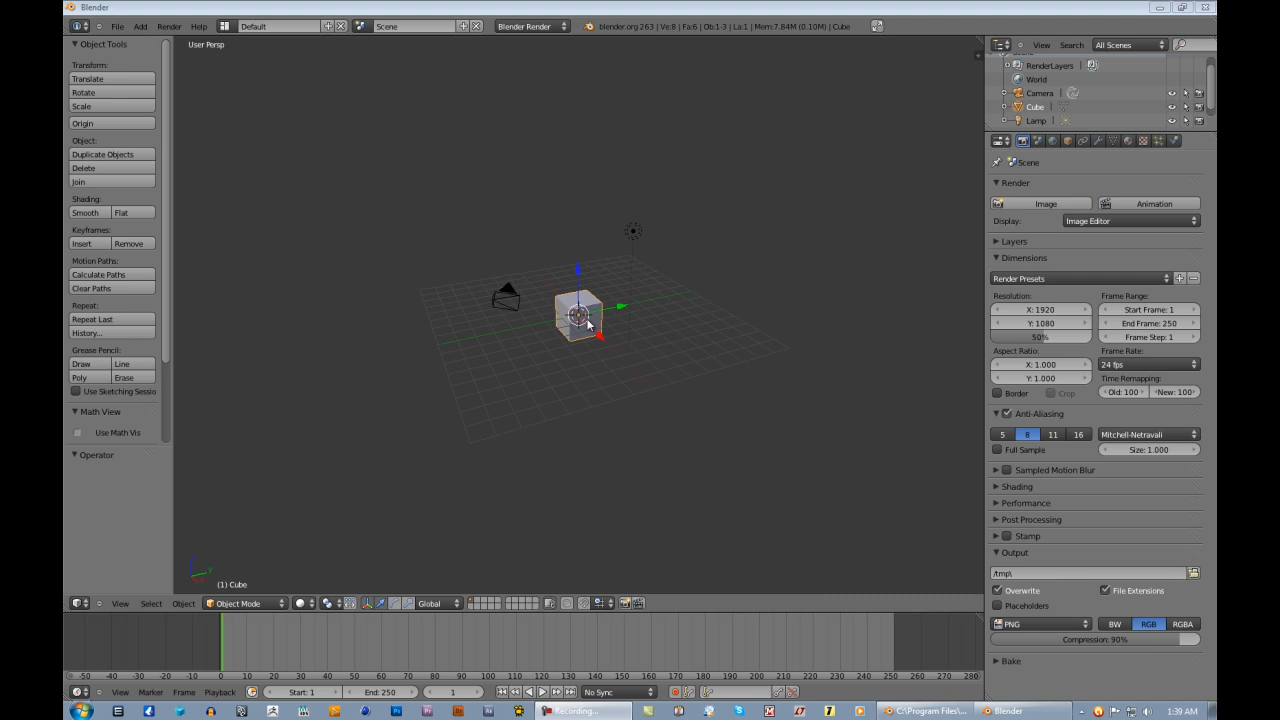 Blender
File Add Render Help Default Scene Blender Render blender.org 263 | Ve:8 | Fa:6 | Ob:1-3 | La:1 | Mem:7.84M (0.10M) | Cube
Object Tools
Transform:
Translate
Rotate
Scale
Origin
Object:
Duplicate Objects
Delete
Join
Shading:
Smooth Flat
Keyframes:
Insert Remove
Motion Paths:
Calculate Paths
Clear Paths
Repeat:
Repeat Last
History...
Grease Pencil:
Draw Line
Poly Erase
Use Sketching Sessio
Math View
Use Math Vis
Operator
User Persp
(1) Cube
View Select Object Object Mode Global
-50 -40 -30 -20 -10 0 10 20 30 40 50 60 70 80 90 100 110 120 130 140 150 160 170 180 190 200 210 220 230 240 250 260 270 280
View Marker Frame Playback Start: 1 End: 250 1 No Sync
View Search All Scenes
RenderLayers |
World
Camera |
Cube |
Lamp |
Scene
Render
Image Animation
Display: Image Editor
Layers
Dimensions
Render Presets
Resolution: Frame Range:
X: 1920 Start Frame: 1
Y: 1080 End Frame: 250
50% Frame Step: 1
Aspect Ratio: Frame Rate:
X: 1.000 24 fps
Y: 1.000 Time Remapping:
Border Crop Old: 100 New: 100
Anti-Aliasing
5 8 11 16 Mitchell-Netravali
Full Sample Size: 1.000
Sampled Motion Blur
Shading
Performance
Post Processing
Stamp
Output
/tmp\
Overwrite File Extensions
Placeholders
PNG BW RGB RGBA
Compression: 90%
Bake
Recording... C:\Program Files\... Blender 1:39 AM